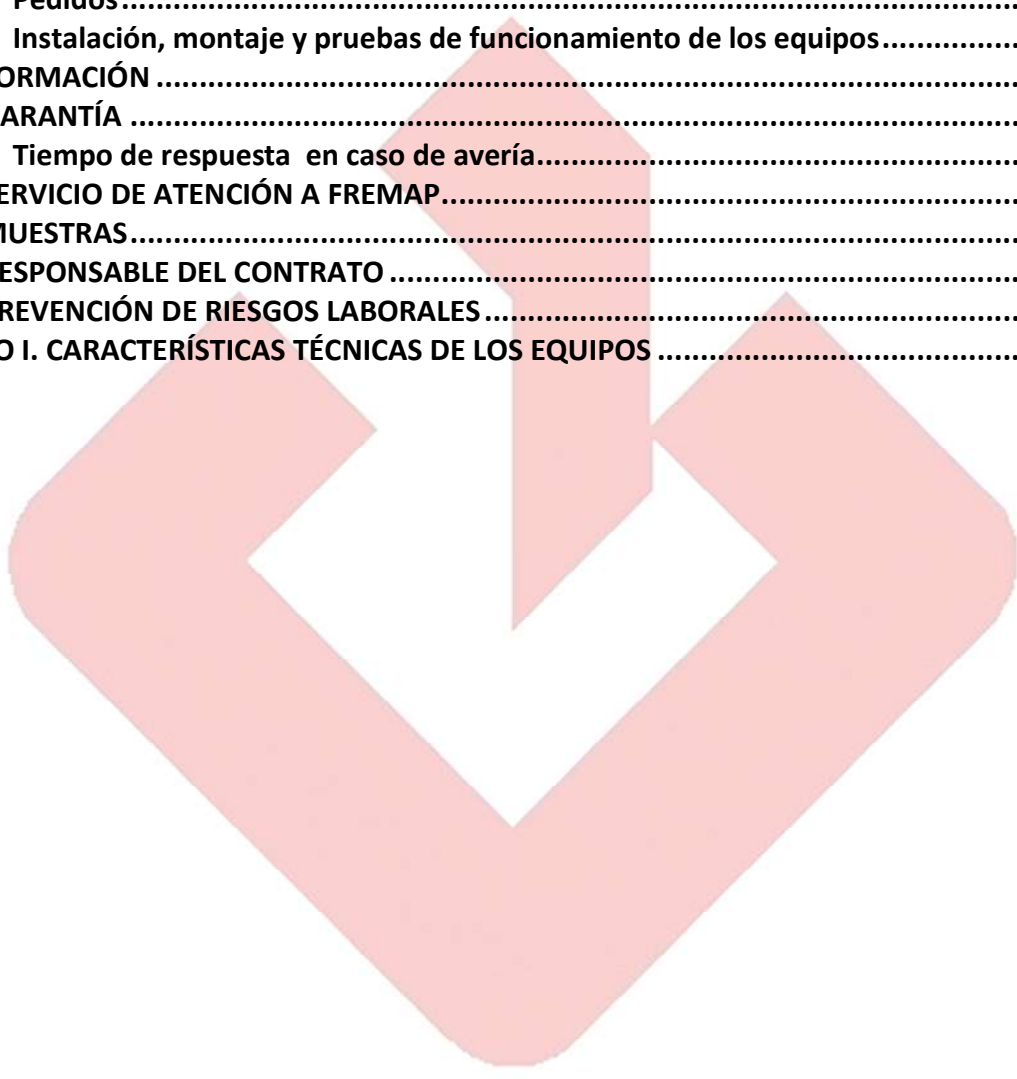 Pedidos........................................................................................................................
Instalación, montaje y pruebas de funcionamiento de los equipos.................
ORMACIÓN ..................................................................................................................
ARANTÍA .....................................................................................................................
Tiempo de respuesta en caso de avería...............................................................
ERVICIO DE ATENCIÓN A FREMAP...........................................................................
MUESTRAS....................................................................................................................
ESPONSABLE DEL CONTRATO ..................................................................................
REVENCIÓN DE RIESGOS LABORALES ......................................................................
O I. CARACTERÍSTICAS TÉCNICAS DE LOS EQUIPOS ..............................................